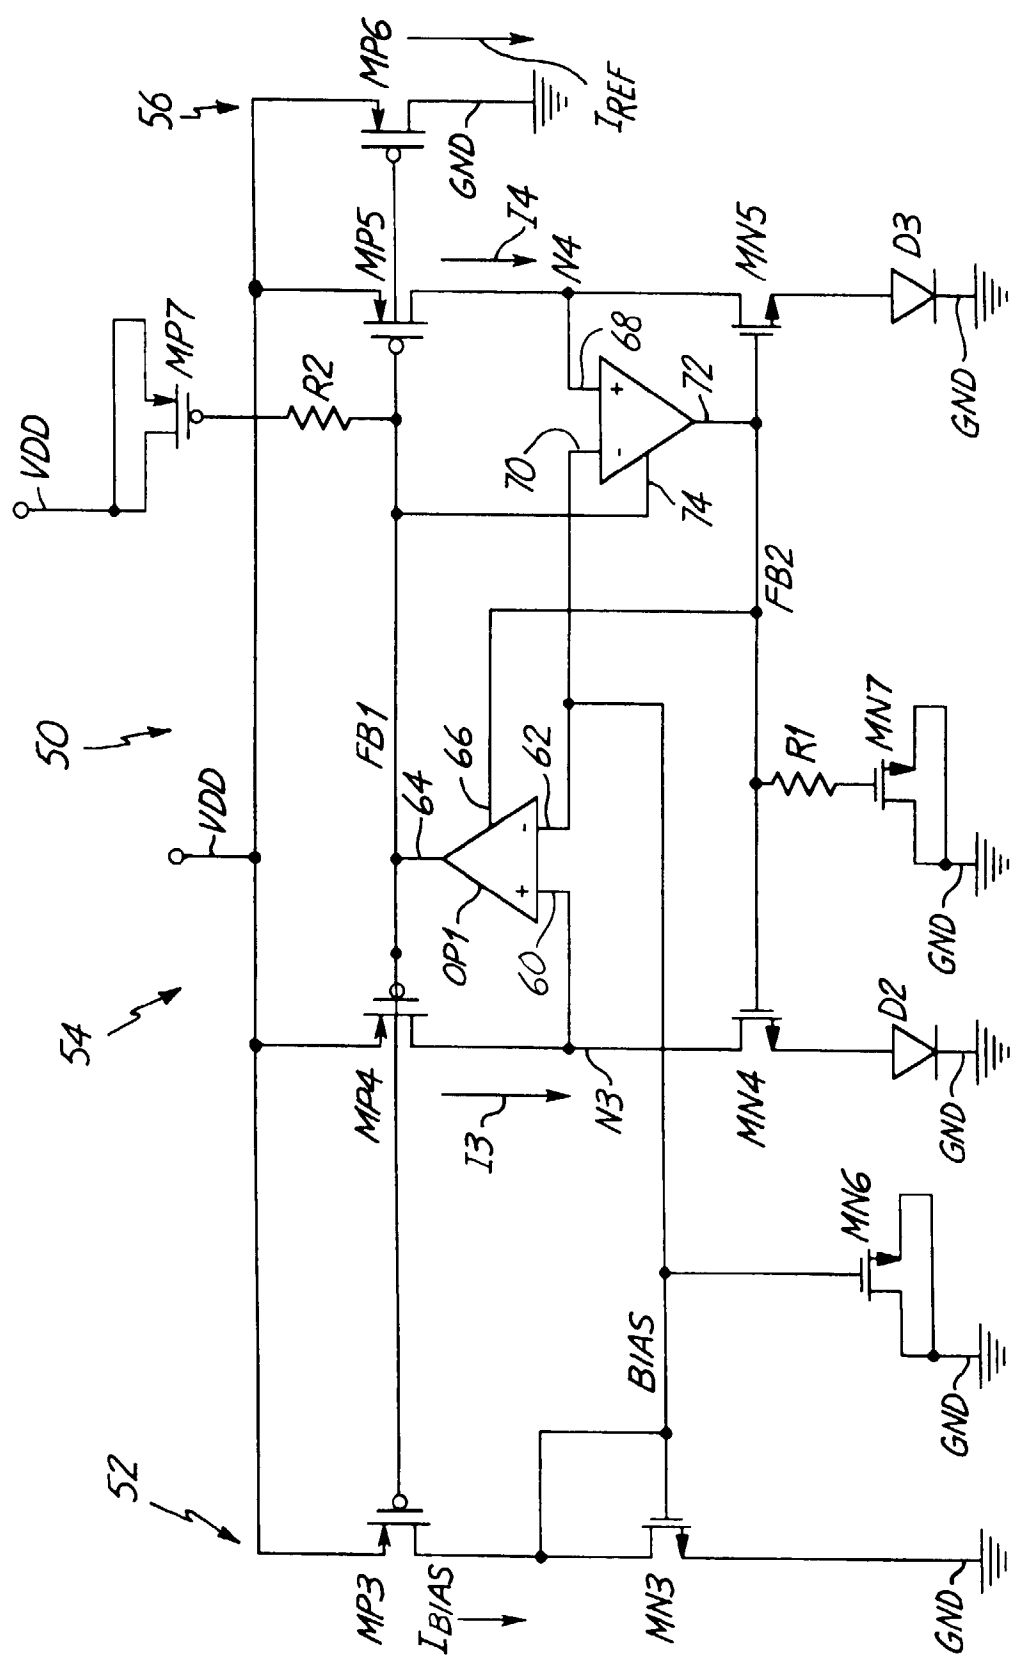 50
52
54
56
VDD
VDD
MP7
R2
MP3
MP4
MP5
MP6
I BIAS
I3
I4
I REF
GND
FB1
64
66
OP1
60
62
N3
N4
70
68
74
72
BIAS
MN3
MN4
MN5
FB2
R1
MN6
MN7
D2
D3
GND
GND
GND
GND
GND
+
-
-
+